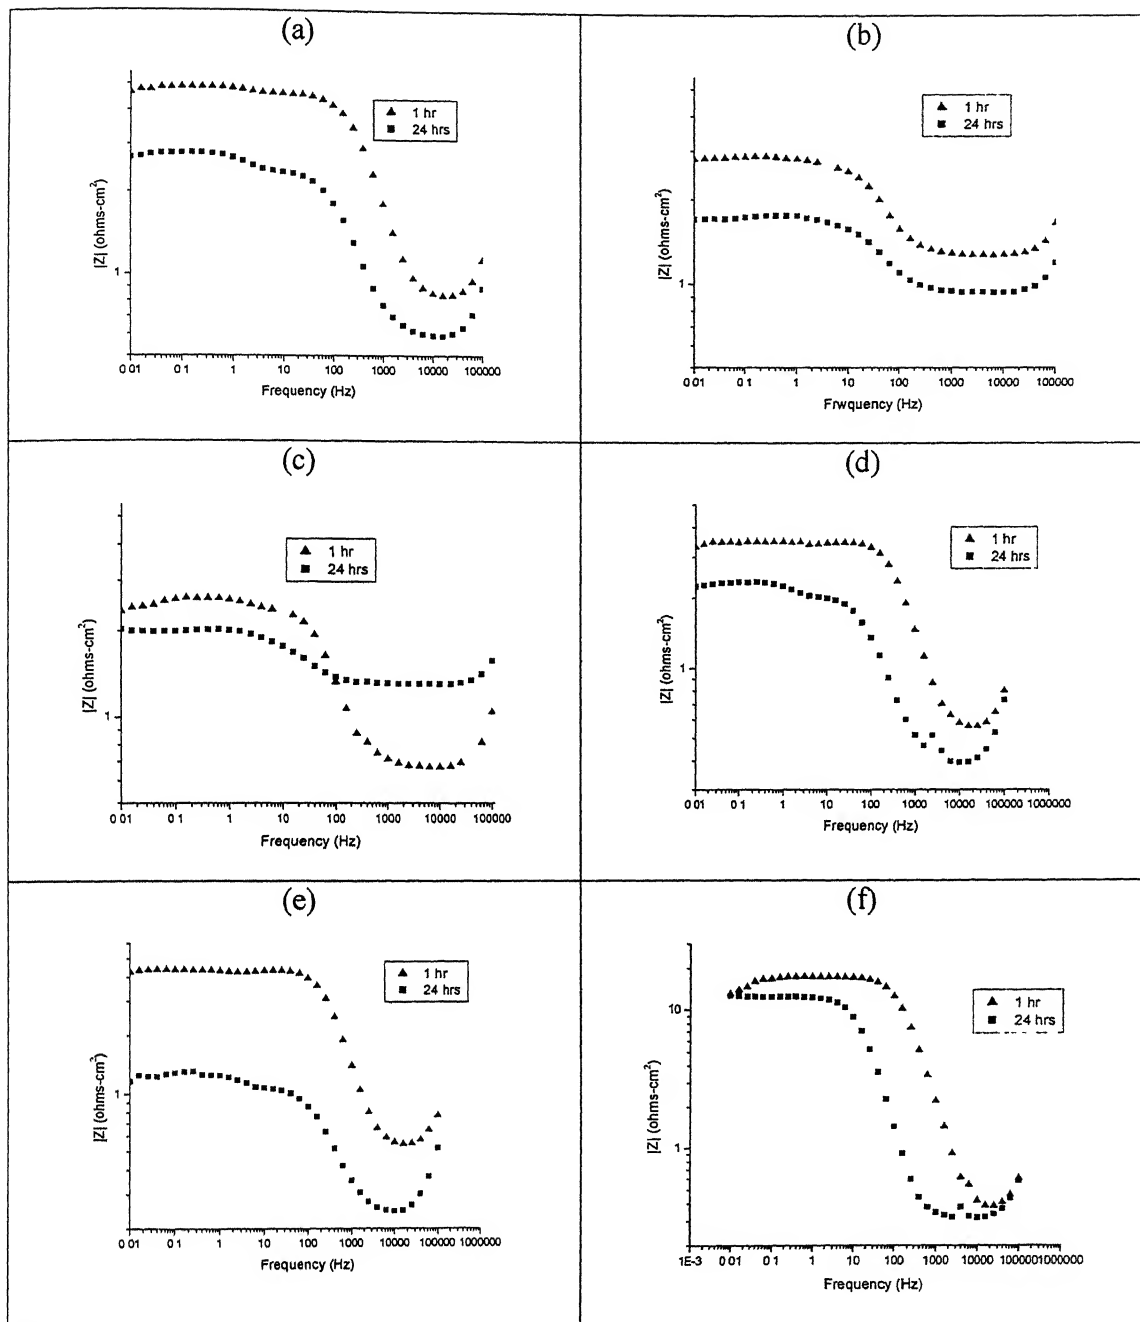 (a)
1 hr
24 hrs
|Z| (ohms-cm²)
1
0 01 0 1 1 10 100 1000 10000 100000
Frequency (Hz)
(b)
1 hr
24 hrs
|Z| (ohms-cm²)
1
0 01 0 1 1 10 100 1000 10000 100000
Frwquency (Hz)
(c)
1 hr
24 hrs
|Z| (ohms-cm²)
1
0 01 0 1 1 10 100 1000 10000 100000
Frequency (Hz)
(d)
1 hr
24 hrs
|Z| (ohms-cm²)
1
0 01 0 1 1 10 100 1000 10000 1000001000000
Frequency (Hz)
(e)
1 hr
24 hrs
|Z| (ohms-cm²)
1
0 01 0 1 1 10 100 1000 10000 1000001000000
Frequency (Hz)
(f)
10
1 hr
24 hrs
|Z| (ohms-cm²)
1
1E-3 0 01 0 1 1 10 100 1000 10000 1000001000000
Frequency (Hz)